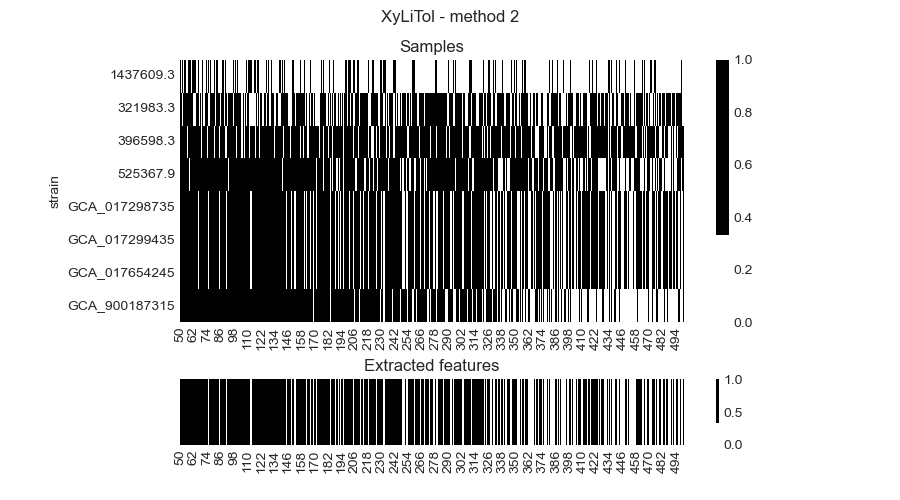 XyLiTol - method 2
Samples
strain
1437609.3
321983.3
396598.3
525367.9
GCA_017298735
GCA_017299435
GCA_017654245
GCA_900187315
1.0
0.8
0.6
0.4
0.2
0.0
50 62 74 86 98 110 122 134 146 158 170 182 194 206 218 230 242 254 266 278 290 302 314 326 338 350 362 374 386 398 410 422 434 446 458 470 482 494
Extracted features
1.0
0.5
0.0
50 62 74 86 98 110 122 134 146 158 170 182 194 206 218 230 242 254 266 278 290 302 314 326 338 350 362 374 386 398 410 422 434 446 458 470 482 494